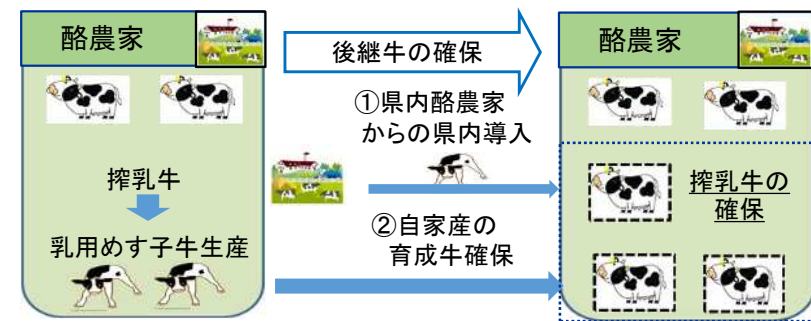 酪農家
搾乳牛
乳用めす子牛生産
後継牛の確保
①県内酪農家
からの県内導入
②自家産の
育成牛確保
酪農家
搾乳牛の
確保